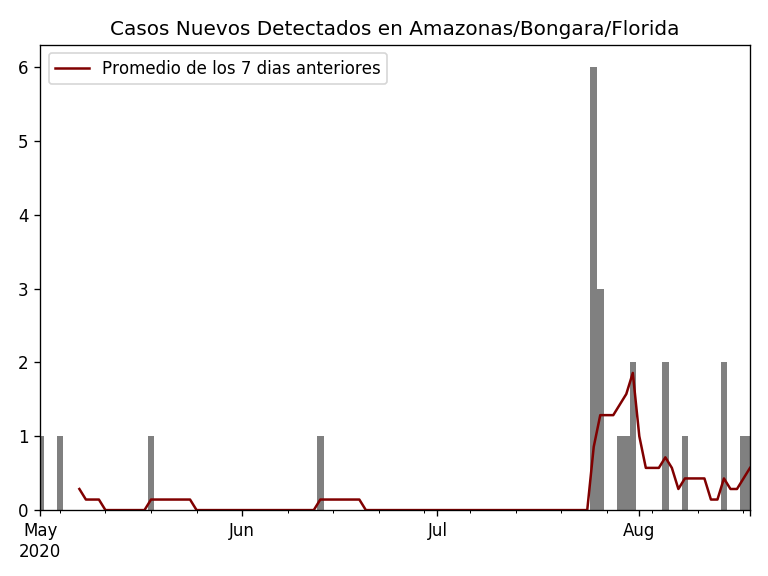 Casos Nuevos Detectados en Amazonas/Bongara/Florida
Promedio de los 7 dias anteriores
6
5
4
3
2
1
0
May Jun Jul Aug
2020